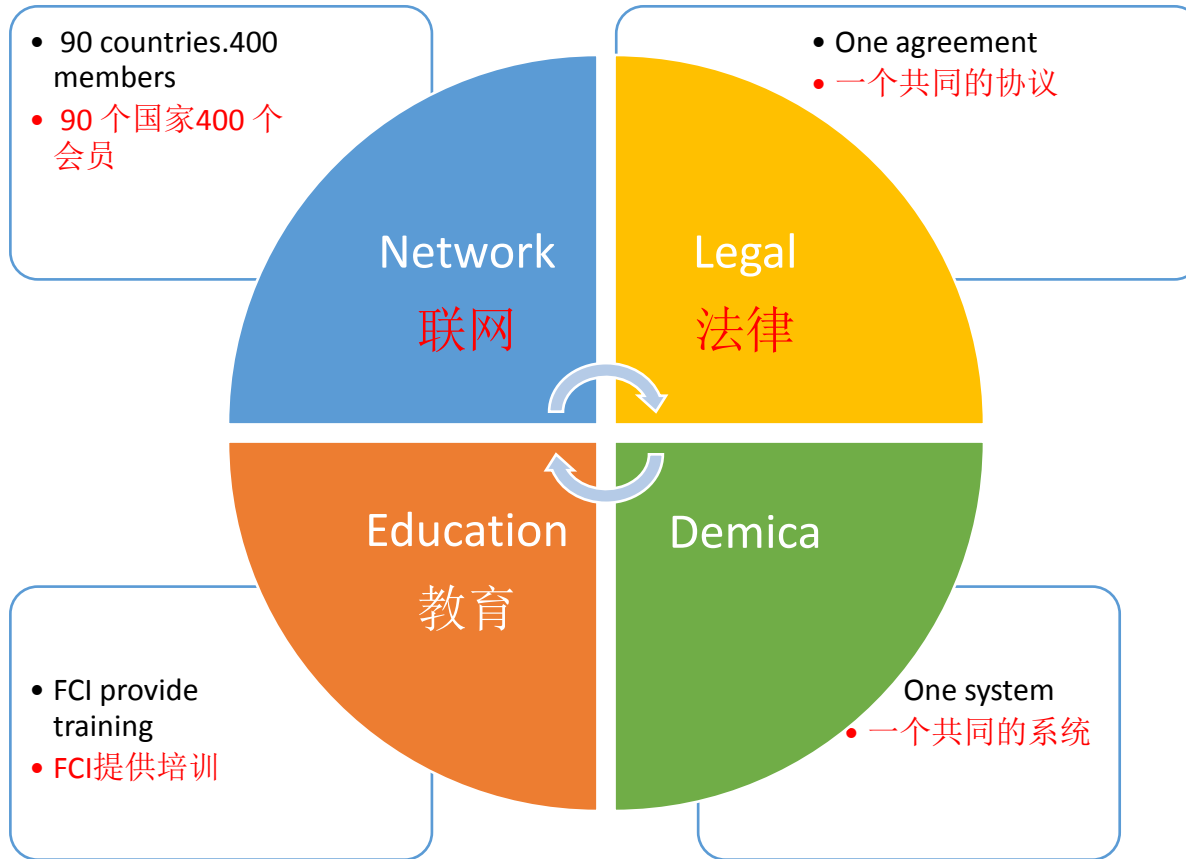 • 90 countries.400
members
• 90 个国家400 个
会员
• One agreement
• 一个共同的协议
Network
联网
Legal
法律
Education
教育
Demica
• FCI provide
training
• FCI提供培训
One system
• 一个共同的系统